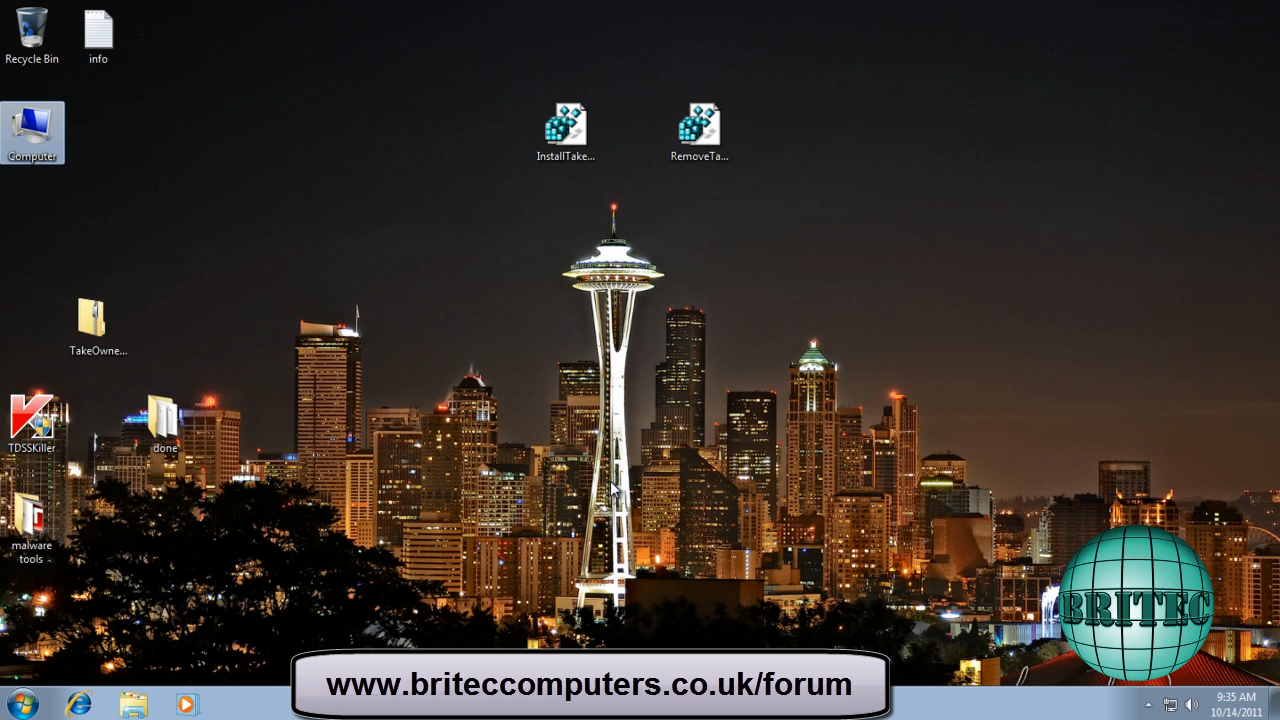 Recycle Bin
info
Computer
InstallTake...
RemoveTa...
TakeOwne...
TDSSKiller
done
malware
tools
BRITEC
www.briteccomputers.co.uk/forum
9:35 AM
10/14/2011